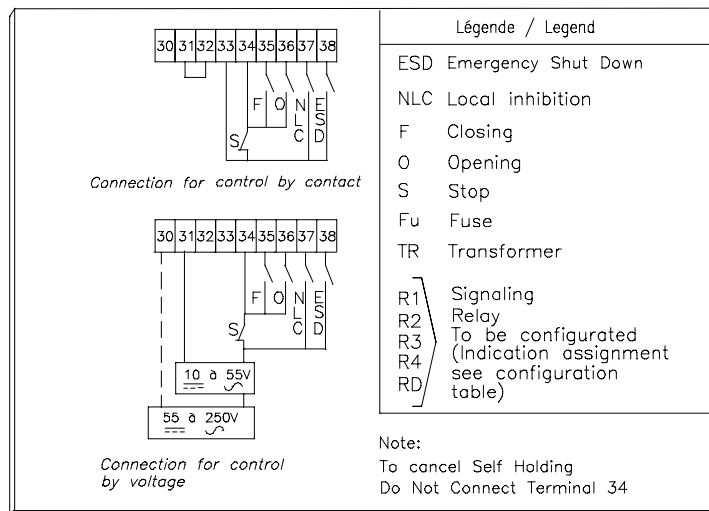 30 31 32 33 34 35 36 37 38
F O N L C E S D
S
Connection for control by contact
30 31 32 33 34 35 36 37 38
F O N L C E S D
S
10 à 55V
55 à 250V
Connection for control
by voltage
Légende / Legend
ESD Emergency Shut Down
NLC Local inhibition
F Closing
O Opening
S Stop
Fu Fuse
TR Transformer
R1 Signaling
R2 Relay
R3 To be configurated
R4 (Indication assignment
RD see configuration
table)
Note:
To cancel Self Holding
Do Not Connect Terminal 34